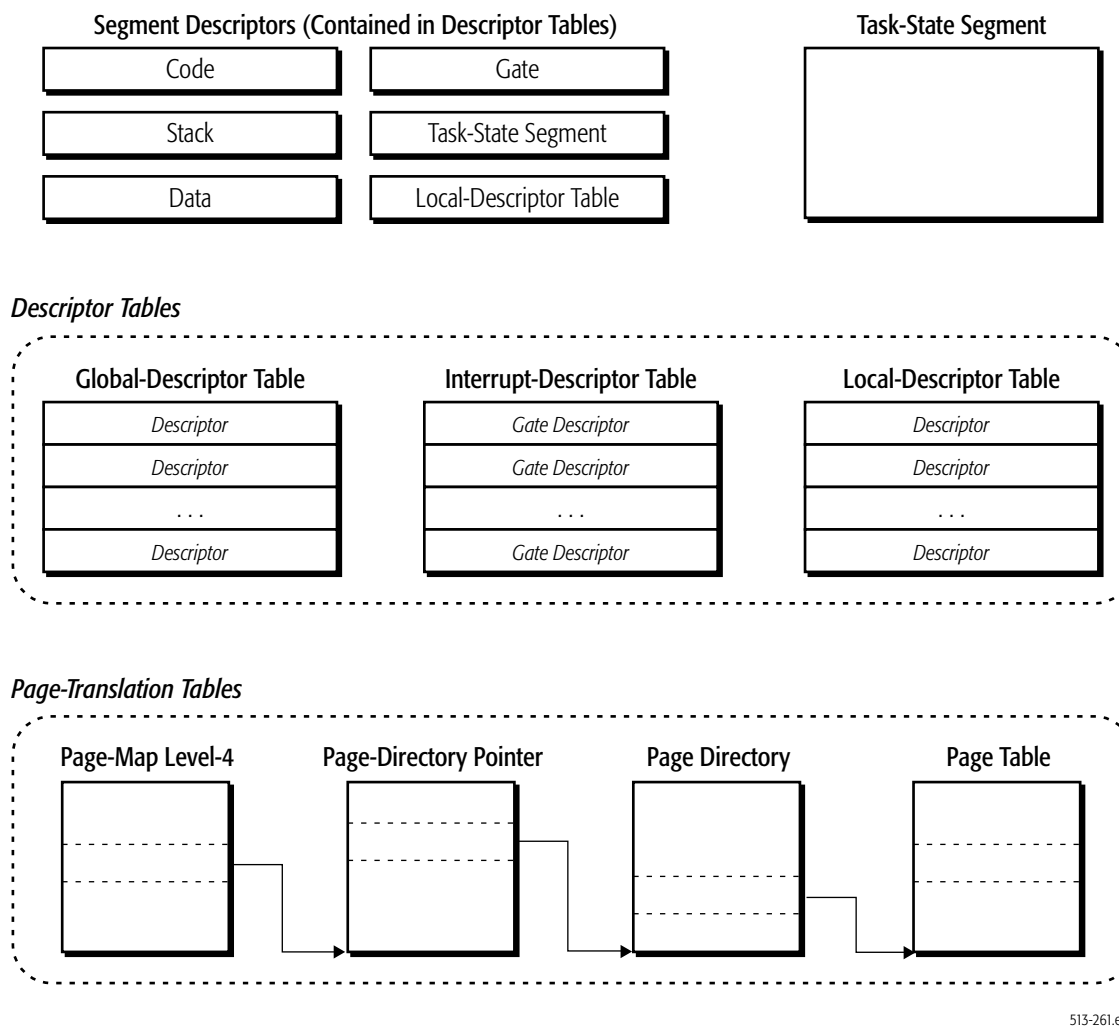 Segment Descriptors (Contained in Descriptor Tables)
Task-State Segment
Code
Gate
Stack
Task-State Segment
Data
Local-Descriptor Table
Descriptor Tables
Global-Descriptor Table
Interrupt-Descriptor Table
Local-Descriptor Table
Descriptor
Gate Descriptor
Descriptor
Descriptor
Gate Descriptor
Descriptor
. . .
. . .
. . .
Descriptor
Gate Descriptor
Descriptor
Page-Translation Tables
Page-Map Level-4
Page-Directory Pointer
Page Directory
Page Table
513-261.e